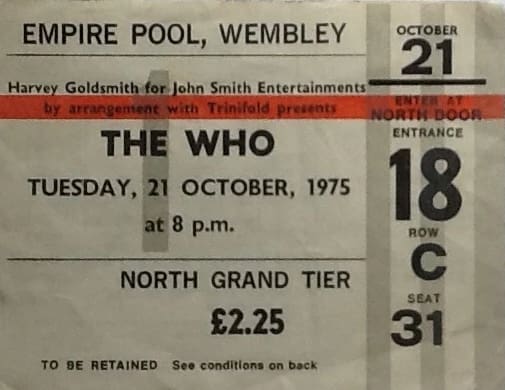 EMPIRE POOL, WEMBLEY
Harvey Goldsmith for John Smith Entertainments
by arrangement with Trinifold presents
THE WHO
TUESDAY, 21 OCTOBER, 1975
at 8 p.m.
NORTH GRAND TIER
£2.25
TO BE RETAINED See conditions on back
OCTOBER
21
ENTER AT
NORTH DOOR
ENTRANCE
18
ROW
C
SEAT
31